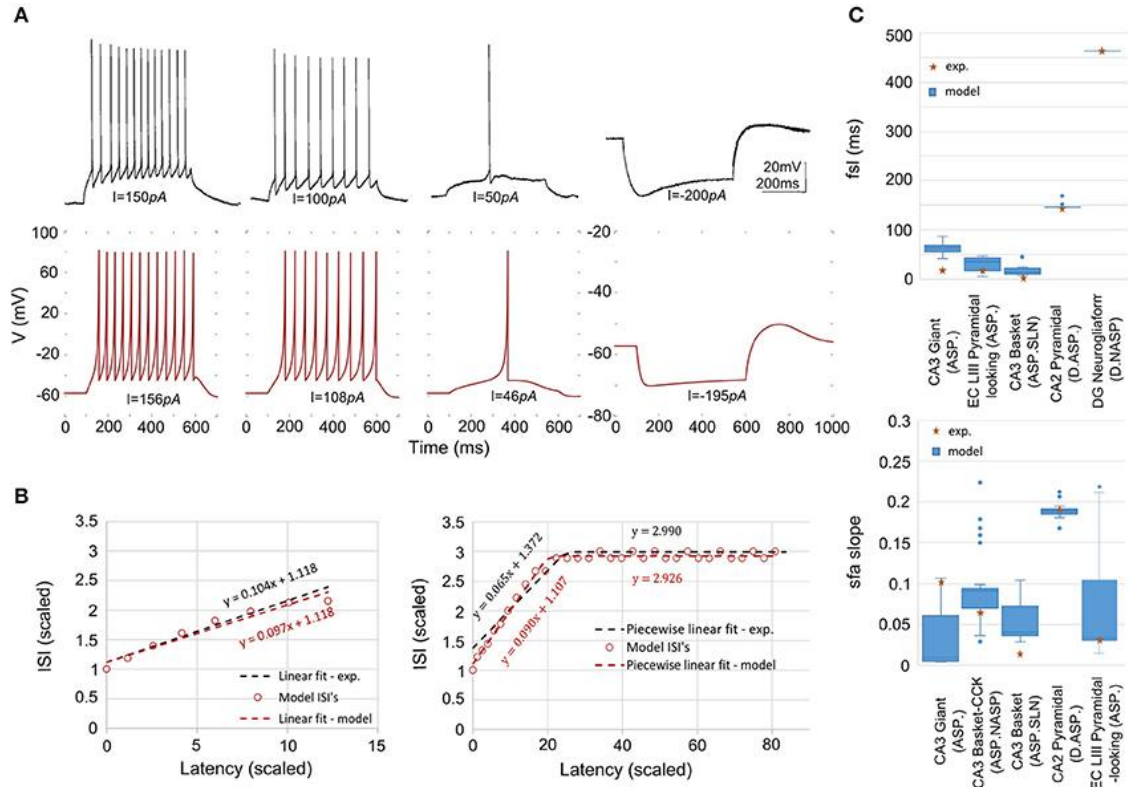 A
I=150pA
I=100pA
I=50pA
I=-200pA
20mV
200ms
V (mV)
100
60
20
-20
-60
-20
-40
-60
-80
I=156pA
I=108pA
I=46pA
I=-195pA
0 200 400 600
0 200 400 600
0 200 400 600
0 200 400 600 800 1000
Time (ms)
B
ISI (scaled)
3.5
3
2.5
2
1.5
1
0.5
0
y = 0.104x + 1.118
y = 0.097x + 1.118
Linear fit - exp.
Model ISI's
Linear fit - model
0 5 10 15
Latency (scaled)
ISI (scaled)
3.5
3
2.5
2
1.5
1
0.5
0
y = 0.065x + 1.372
y = 2.990
y = 0.090x + 1.107
y = 2.926
Piecewise linear fit - exp.
Model ISI's
Piecewise linear fit - model
0 20 40 60 80
Latency (scaled)
C
fsl (ms)
500
400
300
200
100
0
exp.
model
CA3 Giant
(ASP.)
EC LIII Pyramidal
looking (ASP.)
CA3 Basket
(ASP.SLN)
CA2 Pyramidal
(D.ASP.)
DG Neurogliaform
(D.NASP)
sfa slope
0.3
0.25
0.2
0.15
0.1
0.05
0
exp.
model
CA3 Giant
(ASP.)
CA3 Basket-CCK
(ASP.NASP)
CA3 Basket
(ASP.SLN)
CA2 Pyramidal
(D.ASP.)
EC LIII Pyramidal
-looking (ASP.)